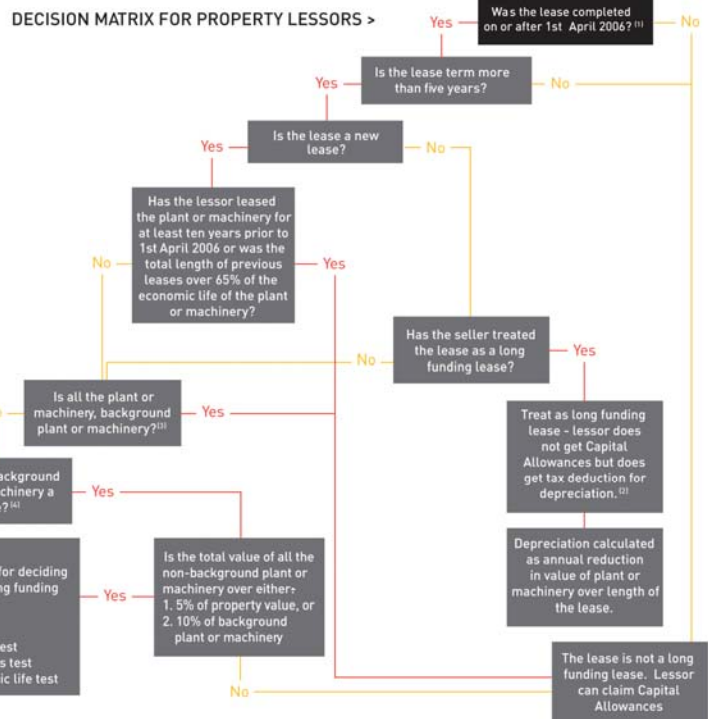 DECISION MATRIX FOR PROPERTY LESSORS >
Was the lease completed
on or after 1st April 2006? (1)
Yes
No
Is the lease term more
than five years?
Yes
No
Is the lease a new
lease?
Yes
No
Has the lessor leased
the plant or machinery for
at least ten years prior to
1st April 2006 or was the
total length of previous
leases over 65% of the
economic life of the plant
or machinery?
No
Yes
Has the seller treated
the lease as a long
funding lease?
No
Yes
Is all the plant or
machinery, background
plant or machinery?(3)
Yes
Treat as long funding
lease - lessor does
not get Capital
Allowances but does
get tax deduction for
depreciation.(2)
Depreciation calculated
as annual reduction
in value of plant or
machinery over length of
the lease.
ackground
chinery a
?(4)
Yes
for deciding
ng funding
est
s test
ic life test
Yes
Is the total value of all the
non-background plant or
machinery over either:
1. 5% of property value, or
2. 10% of background
plant or machinery
No
The lease is not a long
funding lease. Lessor
can claim Capital
Allowances